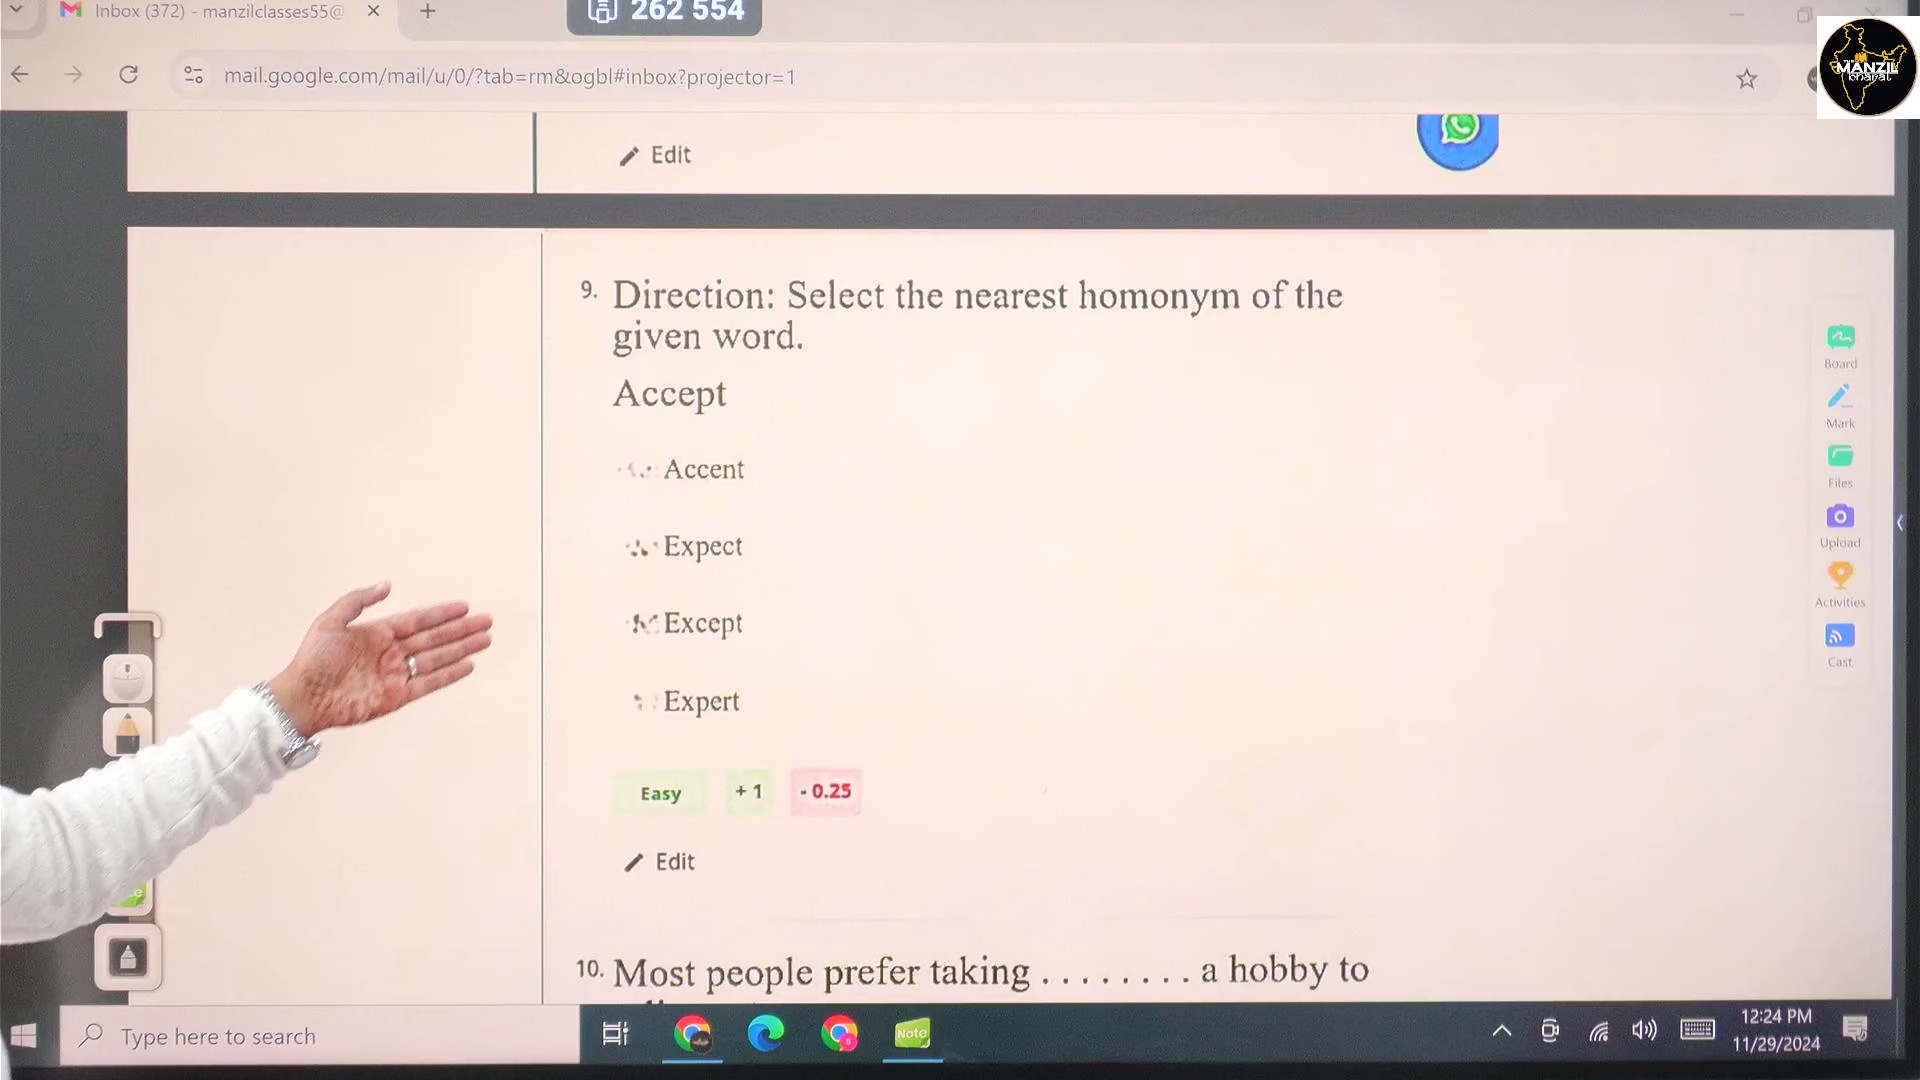 Inbox (372) - manzilclasses55@
262 554
mail.google.com/mail/u/0/?tab=rm&ogbl#inbox?projector=1
MANZIL
bharat
Edit
9. Direction: Select the nearest homonym of the
given word.
Accept
Accent
Expect
Except
Expert
Easy +1 - 0.25
Edit
10. Most people prefer taking . . . . . . . . a hobby to
Board
Mark
Files
Upload
Activities
Cast
Type here to search
Note
12:24 PM
11/29/2024